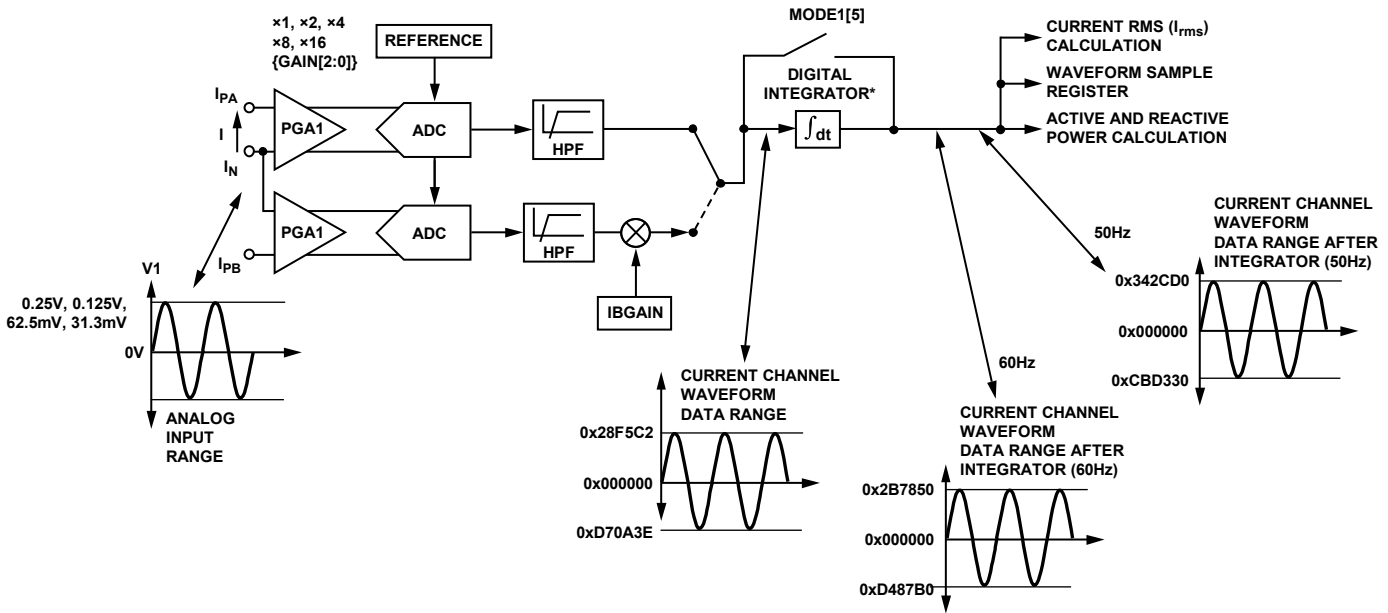 ×1, ×2, ×4
×8, ×16
{GAIN[2:0]}
REFERENCE
MODE1[5]
CURRENT RMS (Irms)
CALCULATION
DIGITAL
INTEGRATOR*
WAVEFORM SAMPLE
REGISTER
IPA
I
IN
PGA1
ADC
HPF
∫dt
ACTIVE AND REACTIVE
POWER CALCULATION
IPB
PGA1
ADC
HPF
IBGAIN
V1
0.25V, 0.125V,
62.5mV, 31.3mV
0V
ANALOG
INPUT
RANGE
50Hz
CURRENT CHANNEL
WAVEFORM
DATA RANGE AFTER
INTEGRATOR (50Hz)
0x342CD0
0x000000
0xCBD330
CURRENT CHANNEL
WAVEFORM
DATA RANGE
0x28F5C2
0x000000
0xD70A3E
60Hz
CURRENT CHANNEL
WAVEFORM
DATA RANGE AFTER
INTEGRATOR (60Hz)
0x2B7850
0x000000
0xD487B0